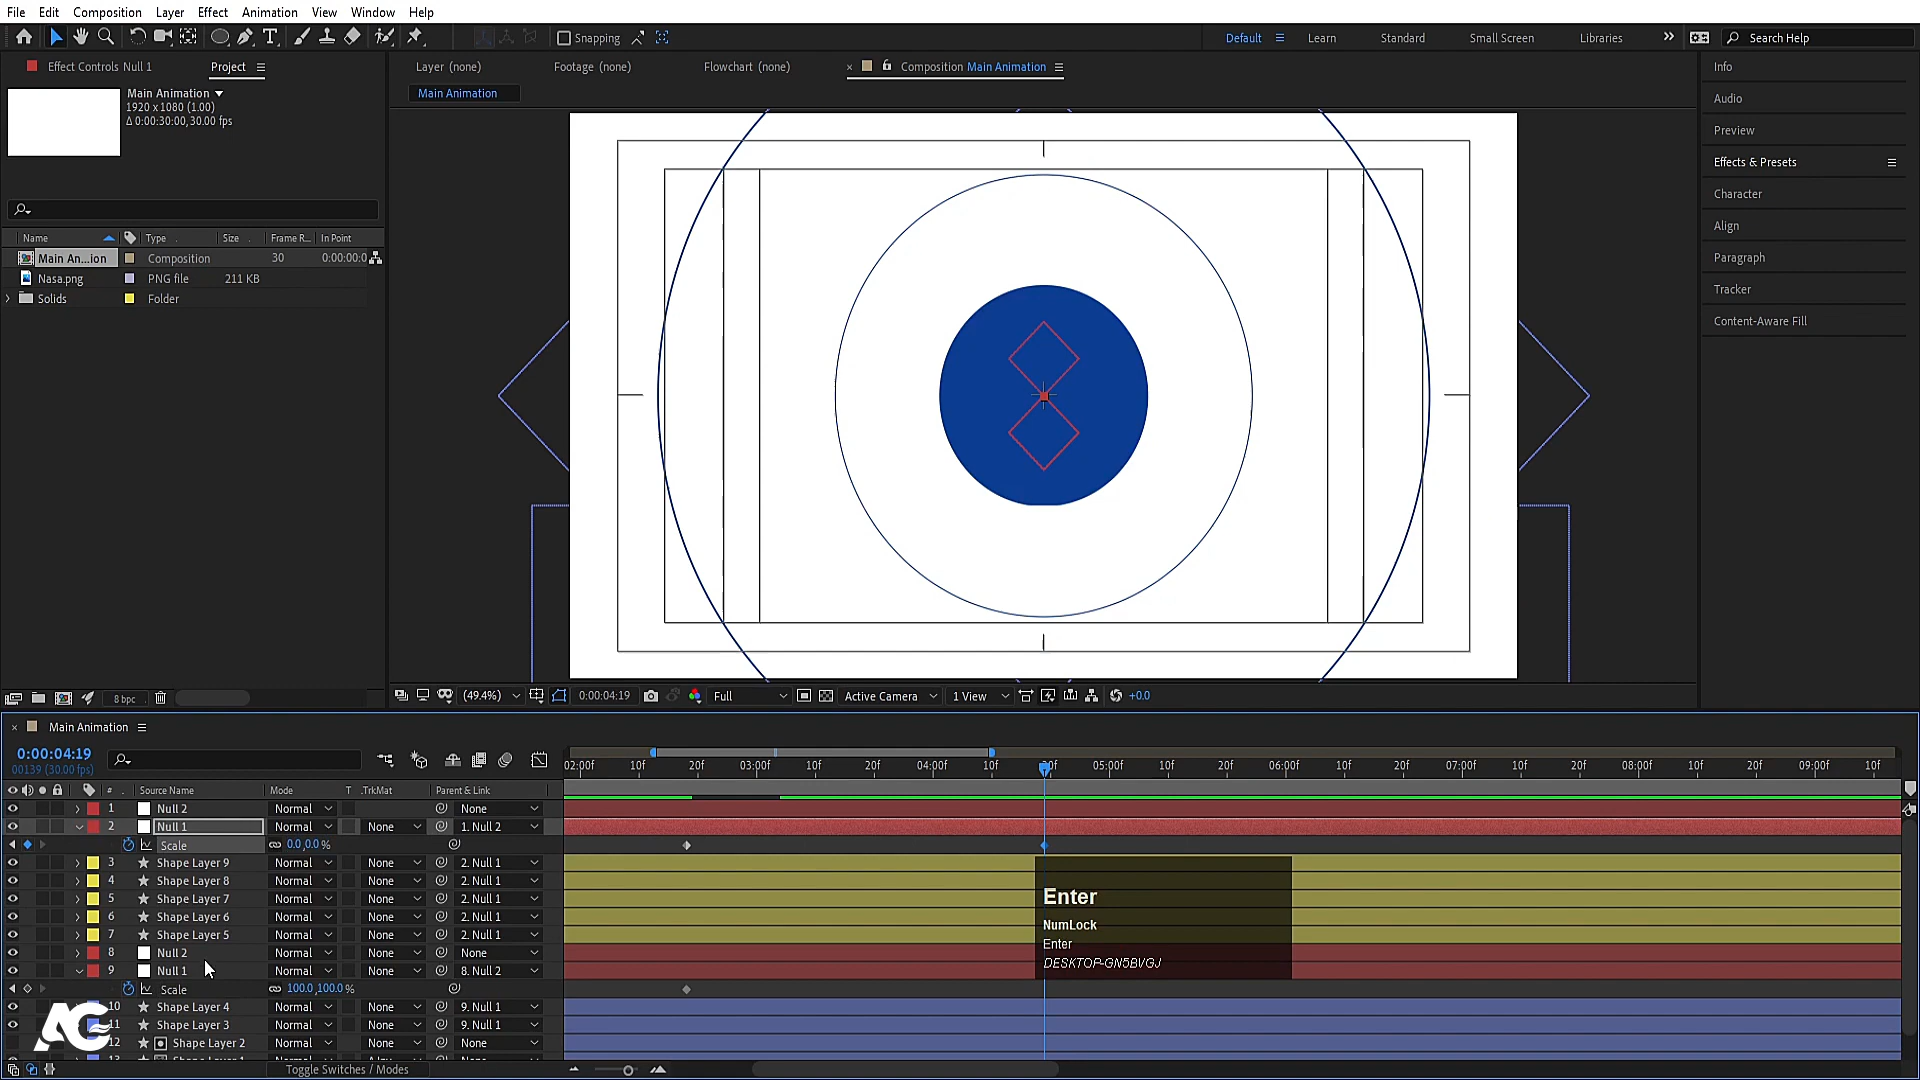 File Edit Composition Layer Effect Animation View Window Help
Snapping Default Learn Standard Small Screen Libraries Search Help
Effect Controls Null 1 Project
Layer (none) Footage (none) Flowchart (none) Composition Main Animation
Main Animation
1920 x 1080 (1.00)
Δ 0:00:30:00, 30.00 fps
Main Animation
Name Type Size Frame R... In Point
Main An...ion Composition 30 0:00:00:0
Nasa.png PNG file 211 KB
Solids Folder
Info
Audio
Preview
Effects & Presets
Character
Align
Paragraph
Tracker
Content-Aware Fill
8 bpc
(49.4%) 0:00:04:19 Full Active Camera 1 View +0.0
Main Animation
0:00:04:19
00139 (30.00 fps)
02:00f 10f 20f 03:00f 10f 20f 04:00f 10f 20f 05:00f 10f 20f 06:00f 10f 20f 07:00f 10f 20f 08:00f 10f 20f 09:00f 10f
# Source Name Mode T .TrkMat Parent & Link
1 Null 2 Normal None
2 Null 1 Normal None 1. Null 2
Scale 0.0,0.0 %
3 Shape Layer 9 Normal None 2. Null 1
4 Shape Layer 8 Normal None 2. Null 1
5 Shape Layer 7 Normal None 2. Null 1
6 Shape Layer 6 Normal None 2. Null 1
7 Shape Layer 5 Normal None 2. Null 1
8 Null 2 Normal None None
9 Null 1 Normal None 8. Null 2
Scale 100.0,100.0 %
10 Shape Layer 4 Normal None 9. Null 1
11 Shape Layer 3 Normal None 9. Null 1
12 Shape Layer 2 Normal None None
13 Shape Layer 1 Normal
Toggle Switches / Modes
Enter
NumLock
Enter
DESKTOP-GN5BVGJ
AG